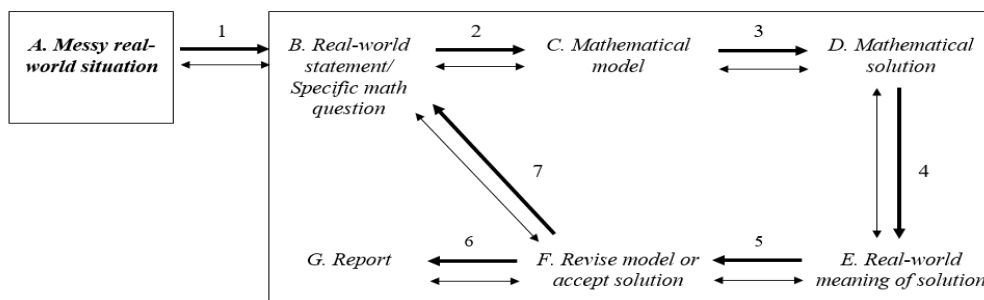 1
2
3
A. Messy real-
world situation
B. Real-world
statement/
Specific math
question
C. Mathematical
model
D. Mathematical
solution
7
4
6
5
G. Report
F. Revise model or
accept solution
E. Real-world
meaning of solution